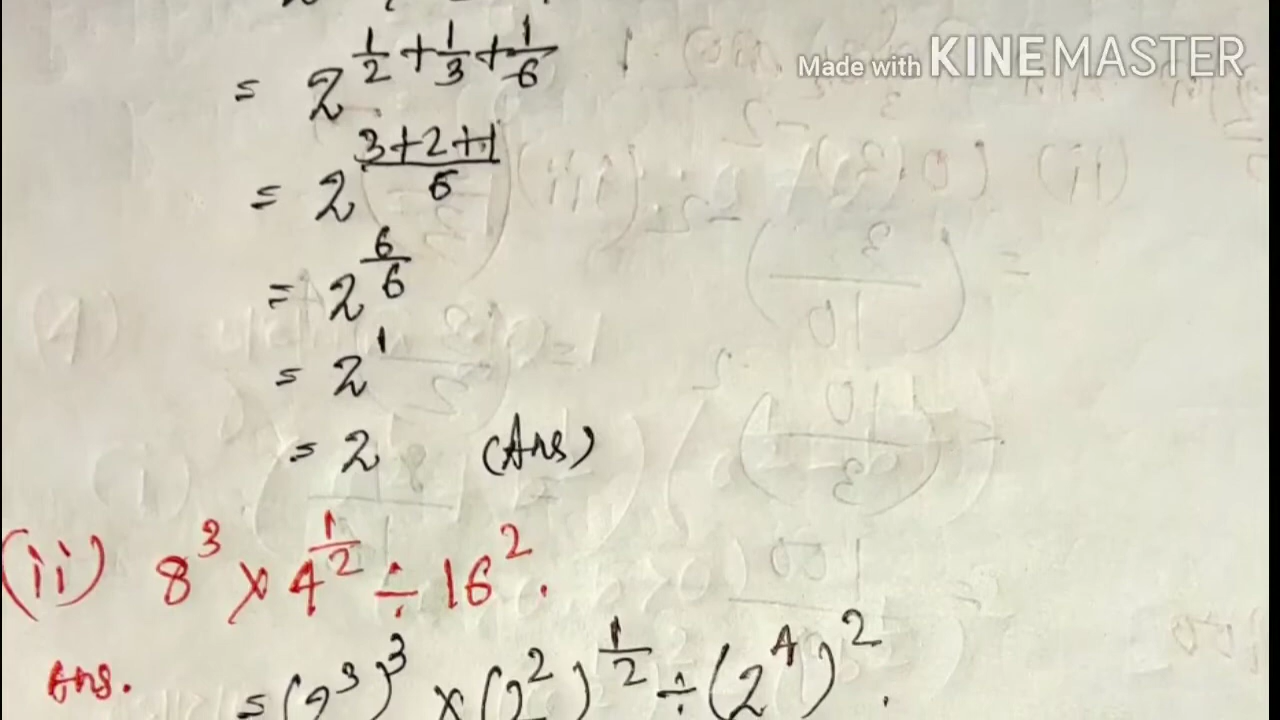 Made with KINEMASTER
= 2^(1/2 + 1/3 + 1/6)
= 2^((3+2+1)/6)
= 2^(6/6)
= 2^1
= 2 (Ans)
(ii) 8^3 × 4^(1/2) ÷ 16^2.
Ans. = (2^3)^3 × (2^2)^(1/2) ÷ (2^4)^2.